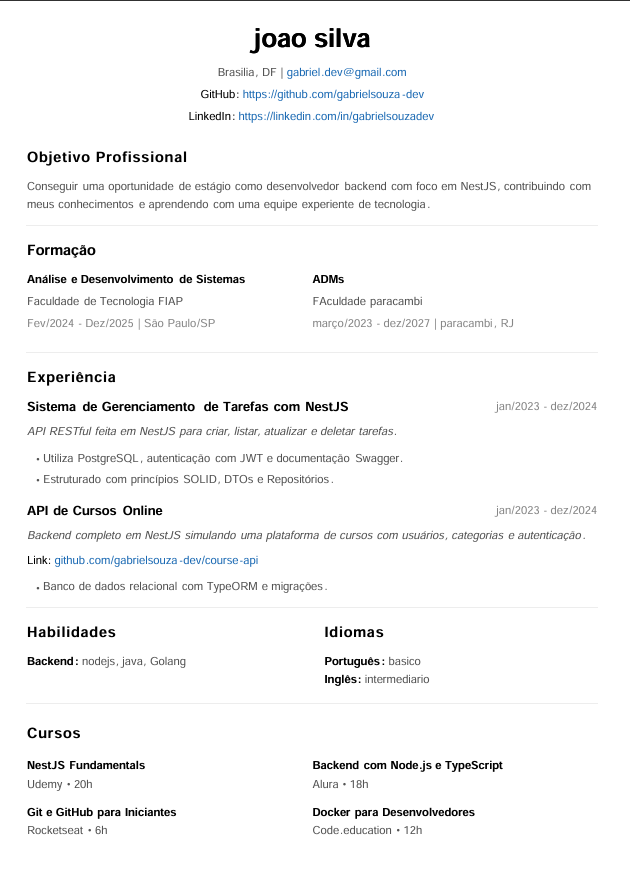 joao silva
Brasilia, DF | gabriel.dev@gmail.com
GitHub: https://github.com/gabrielsouza-dev
LinkedIn: https://linkedin.com/in/gabrielsouzadev
Objetivo Profissional
Conseguir uma oportunidade de estágio como desenvolvedor backend com foco em NestJS, contribuindo com
meus conhecimentos e aprendendo com uma equipe experiente de tecnologia.
Formação
Análise e Desenvolvimento de Sistemas
Faculdade de Tecnologia FIAP
Fev/2024 - Dez/2025 | São Paulo/SP
ADMs
FAculdade paracambi
março/2023 - dez/2027 | paracambi, RJ
Experiência
Sistema de Gerenciamento de Tarefas com NestJS jan/2023 - dez/2024
API RESTful feita em NestJS para criar, listar, atualizar e deletar tarefas.
• Utiliza PostgreSQL, autenticação com JWT e documentação Swagger.
• Estruturado com princípios SOLID, DTOs e Repositórios.
API de Cursos Online jan/2023 - dez/2024
Backend completo em NestJS simulando uma plataforma de cursos com usuários, categorias e autenticação.
Link: github.com/gabrielsouza-dev/course-api
• Banco de dados relacional com TypeORM e migrações.
Habilidades
Backend: nodejs, java, Golang
Idiomas
Português: basico
Inglês: intermediario
Cursos
NestJS Fundamentals
Udemy • 20h
Backend com Node.js e TypeScript
Alura • 18h
Git e GitHub para Iniciantes
Rocketseat • 6h
Docker para Desenvolvedores
Code.education • 12h